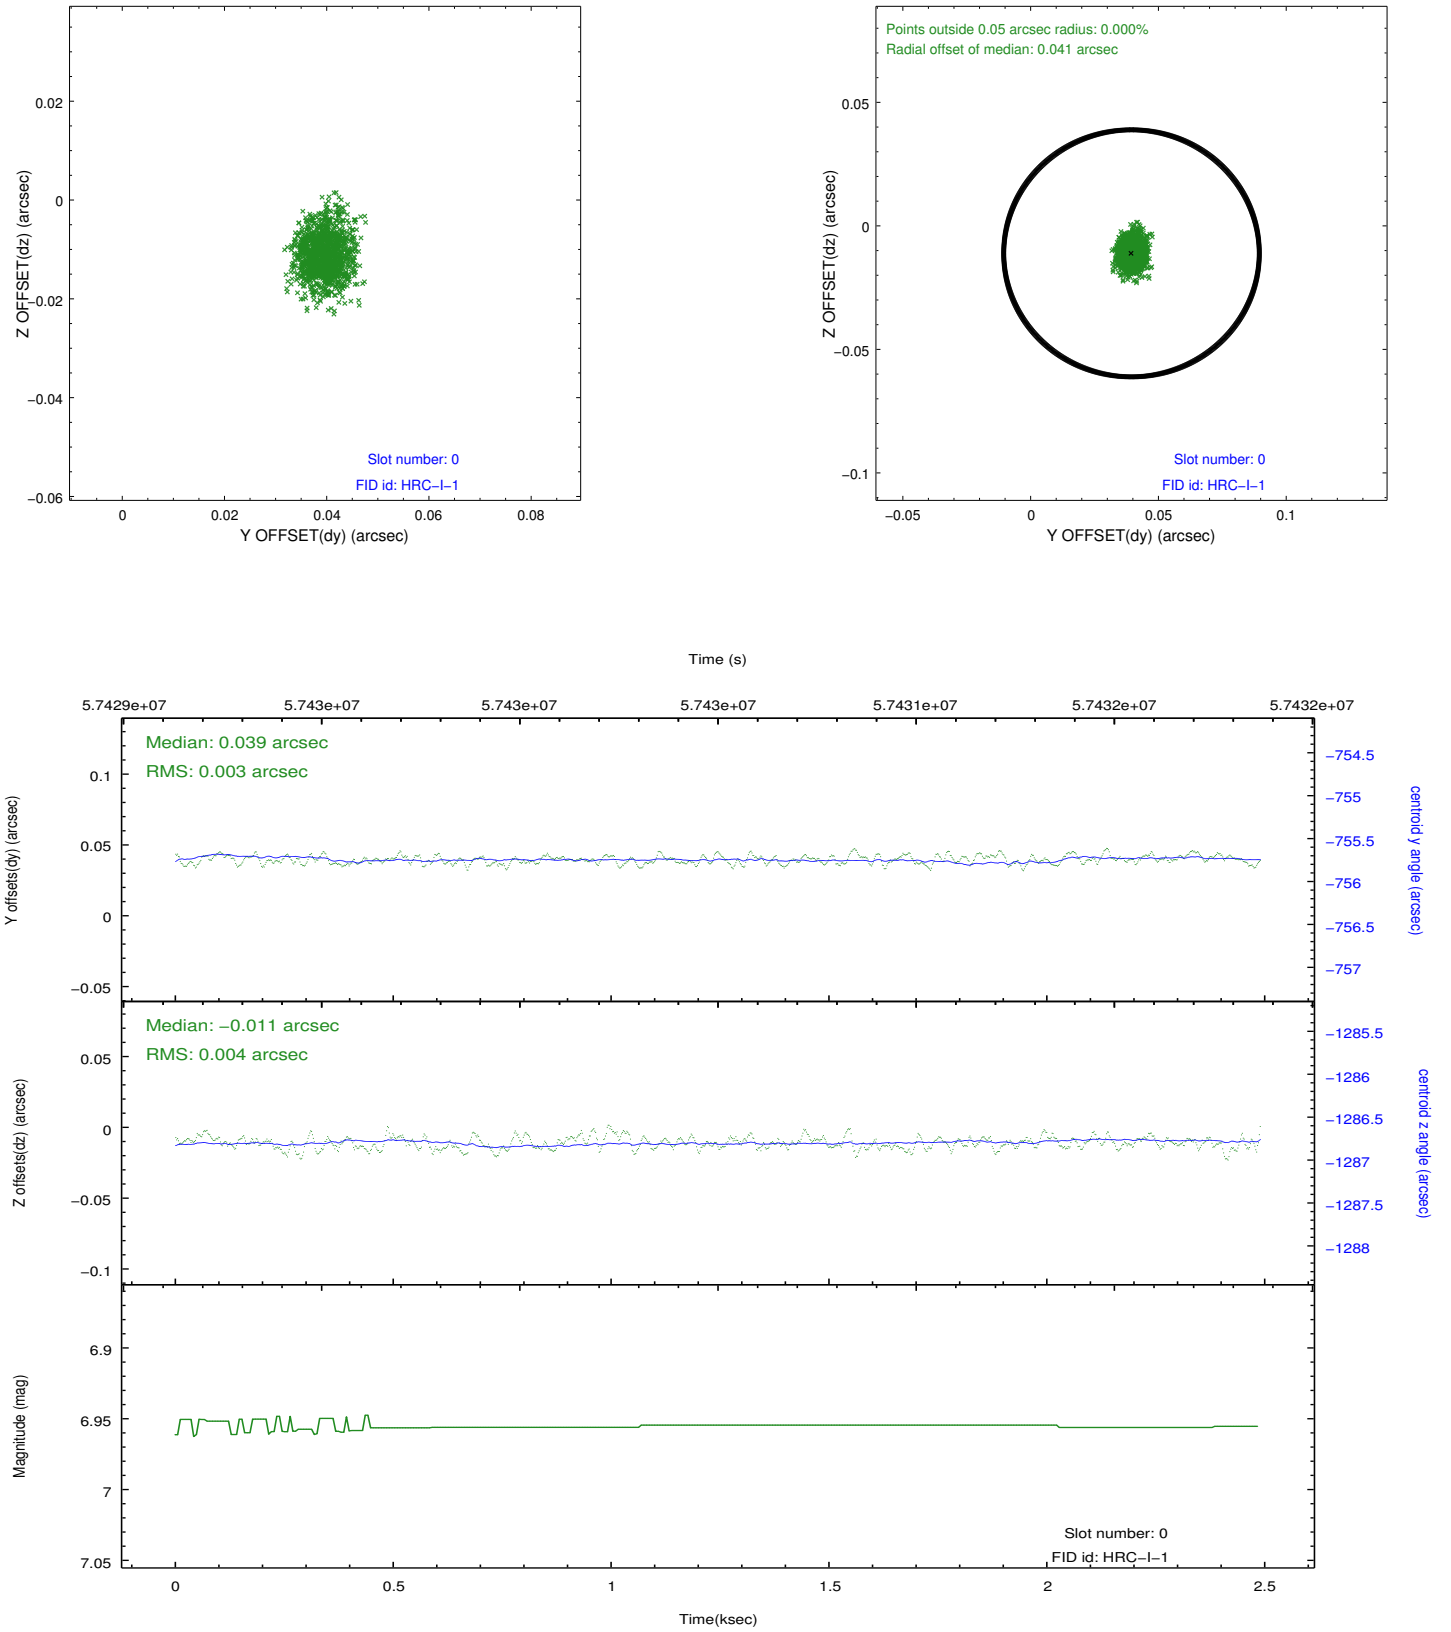 0.02
0
−0.02
−0.04
−0.06
Z OFFSET(dz) (arcsec)
Slot number: 0
FID id: HRC−I−1
0 0.02 0.04 0.06 0.08
Y OFFSET(dy) (arcsec)
Points outside 0.05 arcsec radius: 0.000%
Radial offset of median: 0.041 arcsec
0.05
0
−0.05
−0.1
Z OFFSET(dz) (arcsec)
Slot number: 0
FID id: HRC−I−1
−0.05 0 0.05 0.1
Y OFFSET(dy) (arcsec)
Time (s)
5.7429e+07 5.743e+07 5.743e+07 5.743e+07 5.7431e+07 5.7432e+07 5.7432e+07
Median: 0.039 arcsec
RMS: 0.003 arcsec
0.1
0.05
0
−0.05
Y offsets(dy) (arcsec)
−754.5
−755
−755.5
−756
−756.5
−757
centroid y angle (arcsec)
Median: −0.011 arcsec
RMS: 0.004 arcsec
0.05
0
−0.05
−0.1
Z offsets(dz) (arcsec)
−1285.5
−1286
−1286.5
−1287
−1287.5
−1288
centroid z angle (arcsec)
6.9
6.95
7
7.05
Magnitude (mag)
Slot number: 0
FID id: HRC−I−1
0 0.5 1 1.5 2 2.5
Time(ksec)